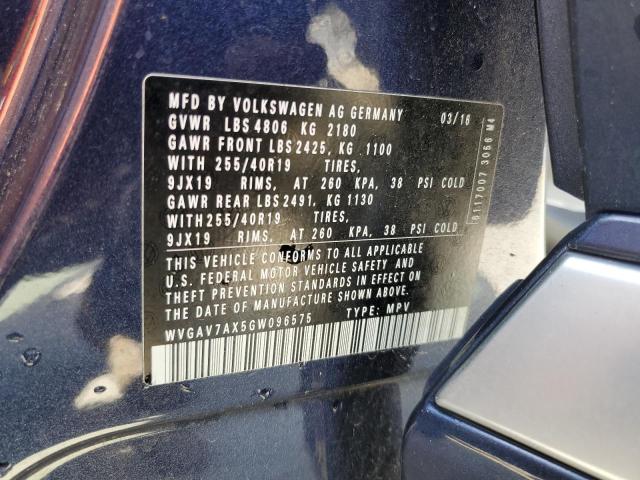 MFD BY VOLKSWAGEN AG GERMANY 03/16
GVWR LBS 4806 KG 2180
GAWR FRONT LBS 2425, KG 1100
WITH 255/40R19 TIRES,
9JX19 RIMS, AT 260 KPA, 38 PSI COLD
GAWR REAR LBS 2491, KG 1130
WITH 255/40R19 TIRES,
9JX19 RIMS, AT 260 KPA, 38 PSI COLD
THIS VEHICLE CONFORMS TO ALL APPLICABLE
U.S. FEDERAL MOTOR VEHICLE SAFETY AND
THEFT PREVENTION STANDARDS IN EFFECT ON
THE DATE OF MANUFACTURE SHOWN ABOVE.
WVGAV7AX5GW096575 TYPE: MPV
6117007 3066 M4